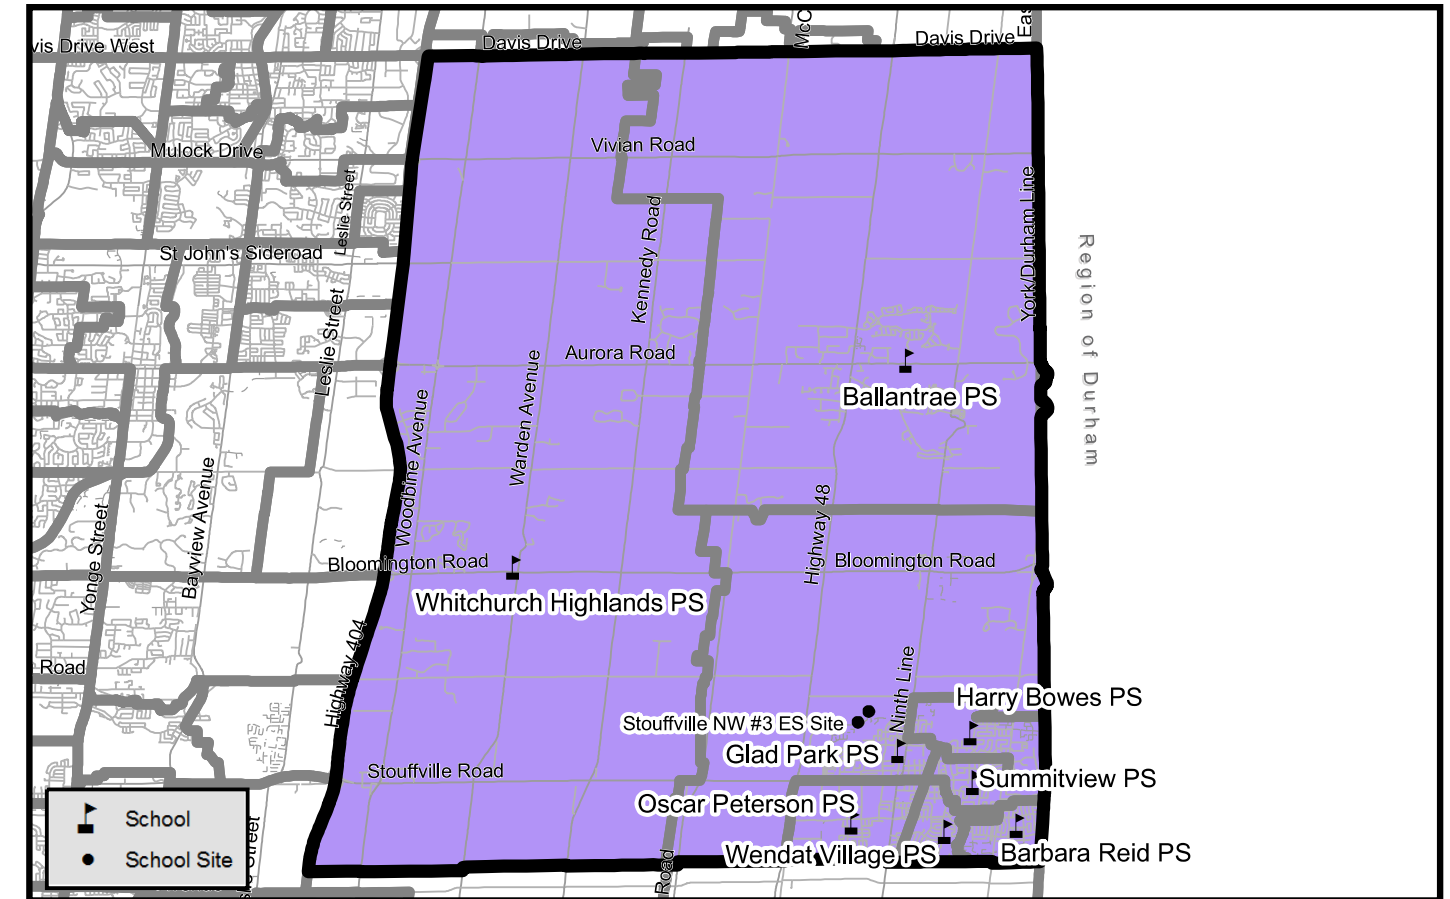 vis Drive West
Davis Drive
McC
Davis Drive
Eas
Mulock Drive
Vivian Road
Leslie Street
St John's Sideroad
Kennedy Road
York/Durham Line
Region of Durham
Leslie Street
Aurora Road
Ballantrae PS
Warden Avenue
Woodbine Avenue
Bayview Avenue
Yonge Street
Highway 48
Bloomington Road
Bloomington Road
Whitchurch Highlands PS
Highway 404
Road
Ninth Line
Harry Bowes PS
Stouffville NW #3 ES Site
Glad Park PS
Stouffville Road
Summitview PS
Oscar Peterson PS
Wendat Village PS
Barbara Reid PS
Road
School
School Site